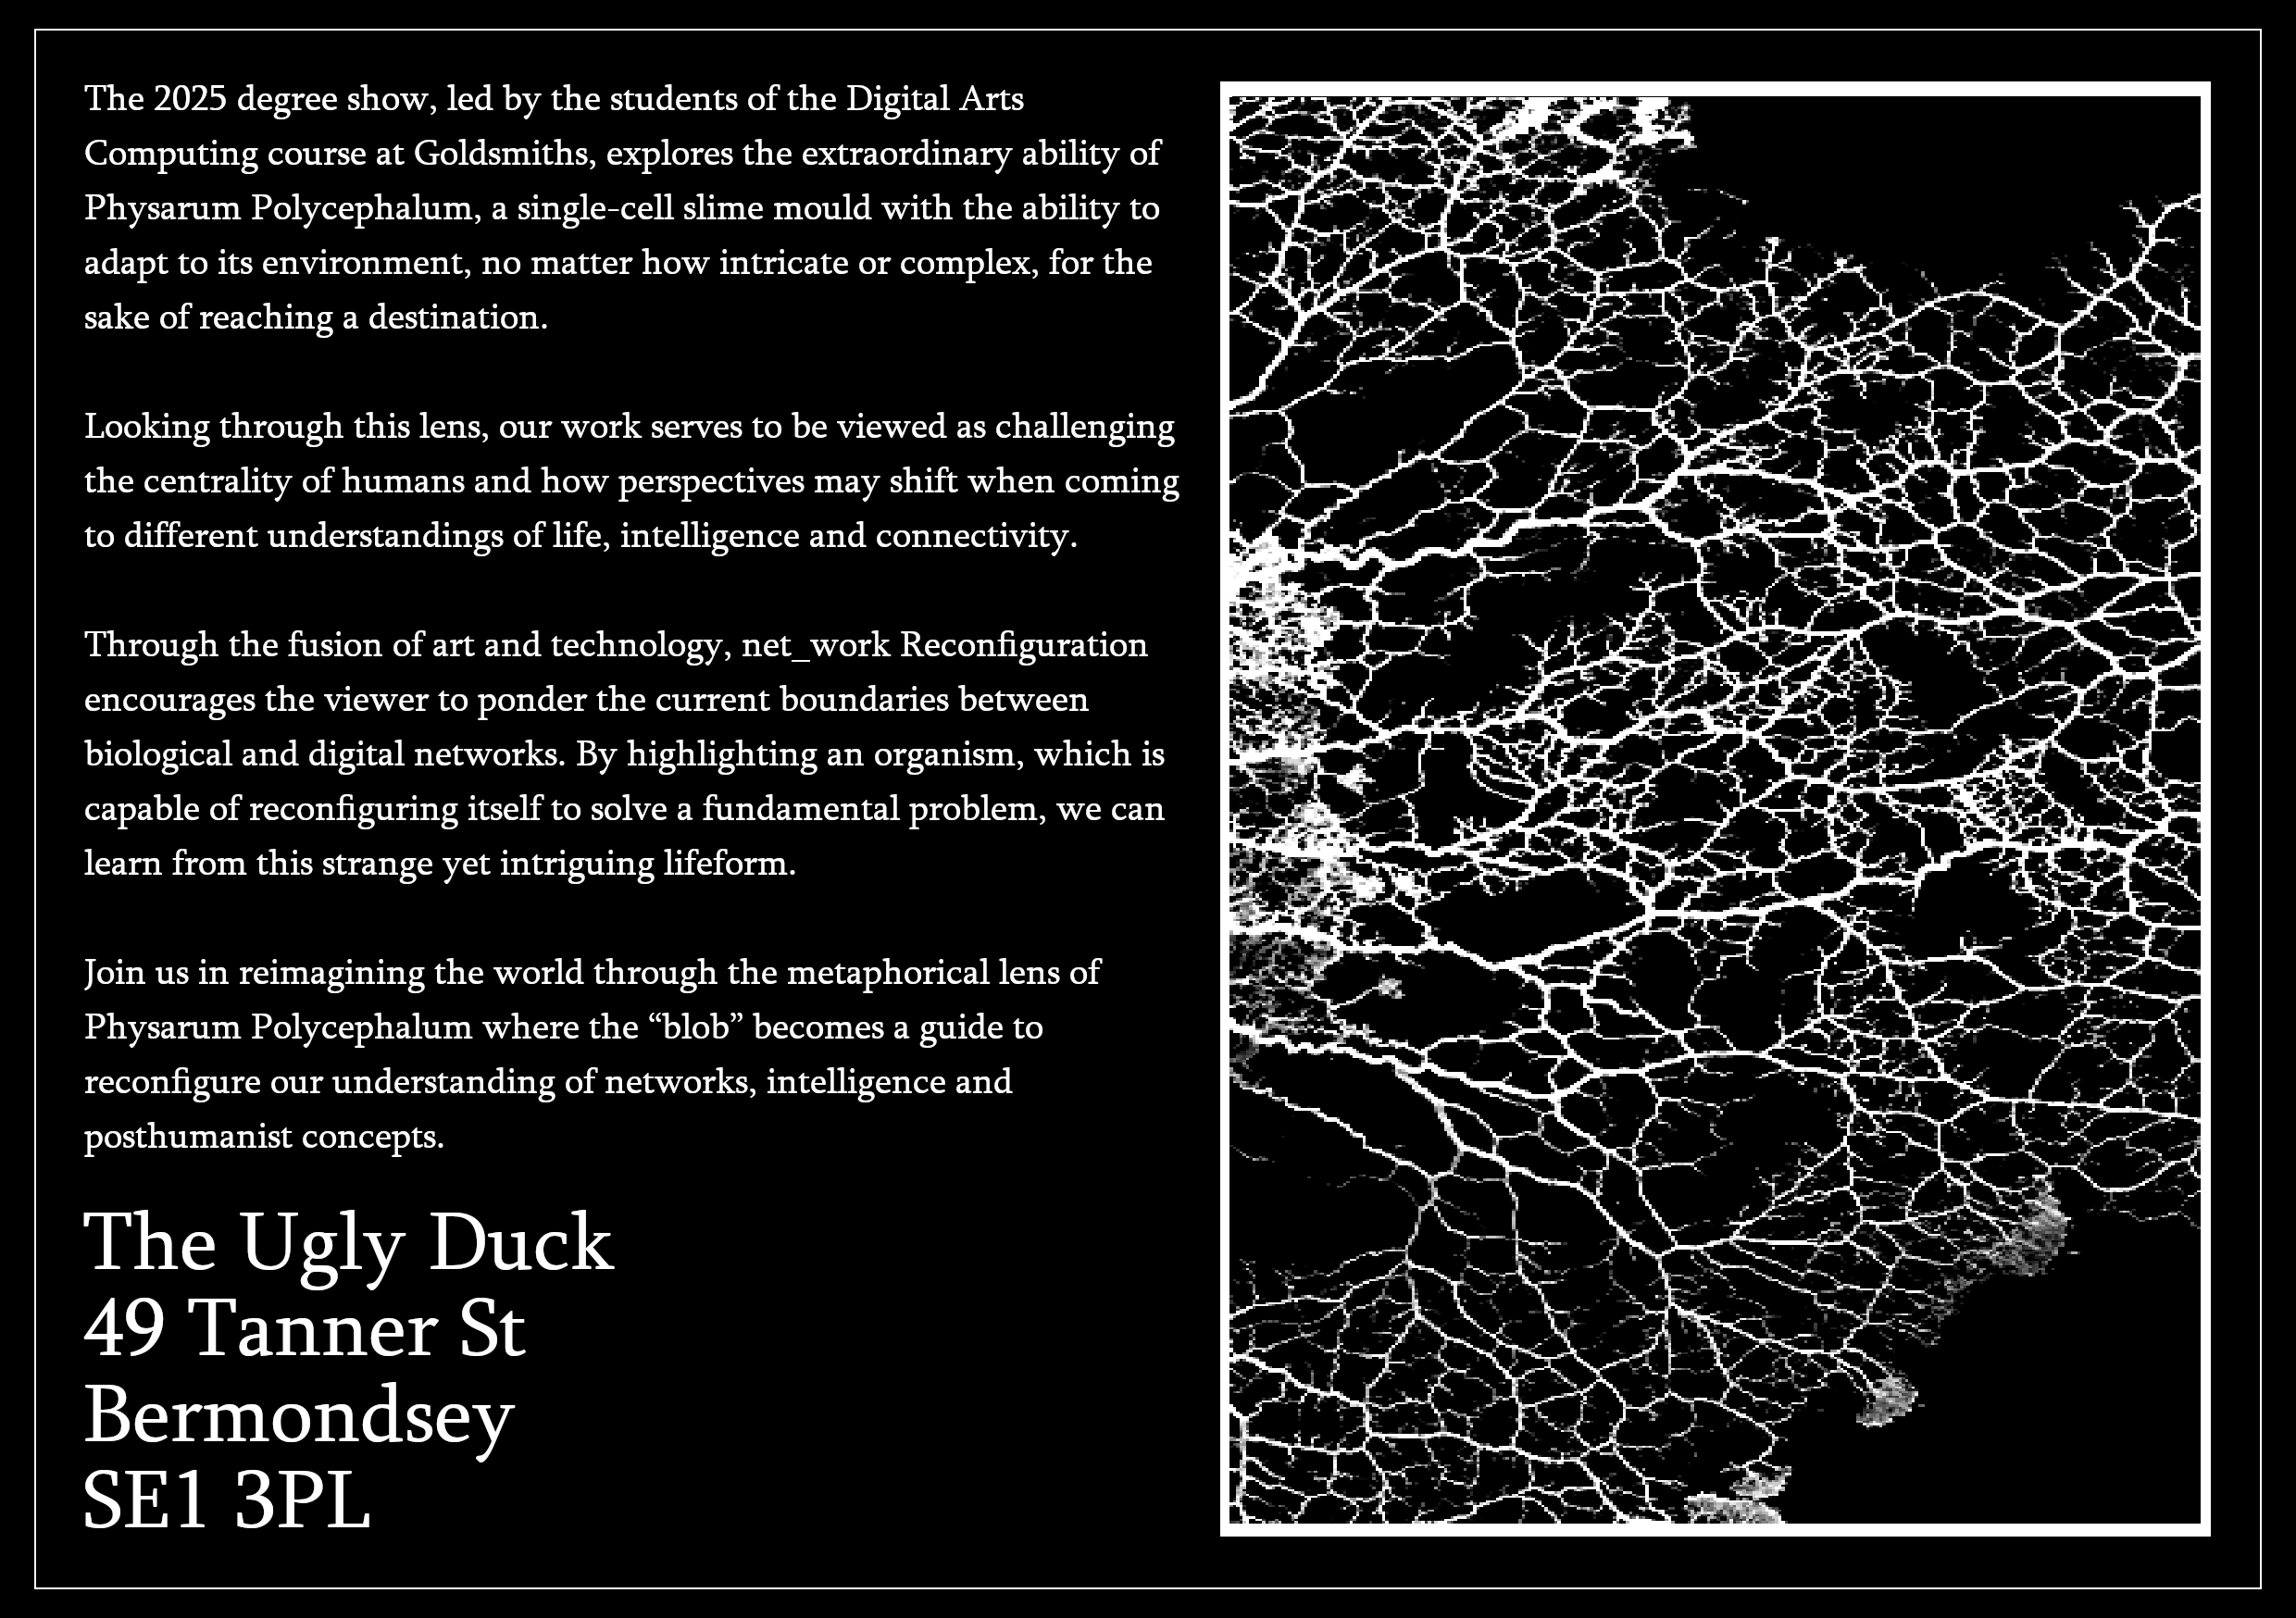 The 2025 degree show, led by the students of the Digital Arts
Computing course at Goldsmiths, explores the extraordinary ability of
Physarum Polycephalum, a single-cell slime mould with the ability to
adapt to its environment, no matter how intricate or complex, for the
sake of reaching a destination.
Looking through this lens, our work serves to be viewed as challenging
the centrality of humans and how perspectives may shift when coming
to different understandings of life, intelligence and connectivity.
Through the fusion of art and technology, net_work Reconfiguration
encourages the viewer to ponder the current boundaries between
biological and digital networks. By highlighting an organism, which is
capable of reconfiguring itself to solve a fundamental problem, we can
learn from this strange yet intriguing lifeform.
Join us in reimagining the world through the metaphorical lens of
Physarum Polycephalum where the “blob” becomes a guide to
reconfigure our understanding of networks, intelligence and
posthumanist concepts.
The Ugly Duck
49 Tanner St
Bermondsey
SE1 3PL